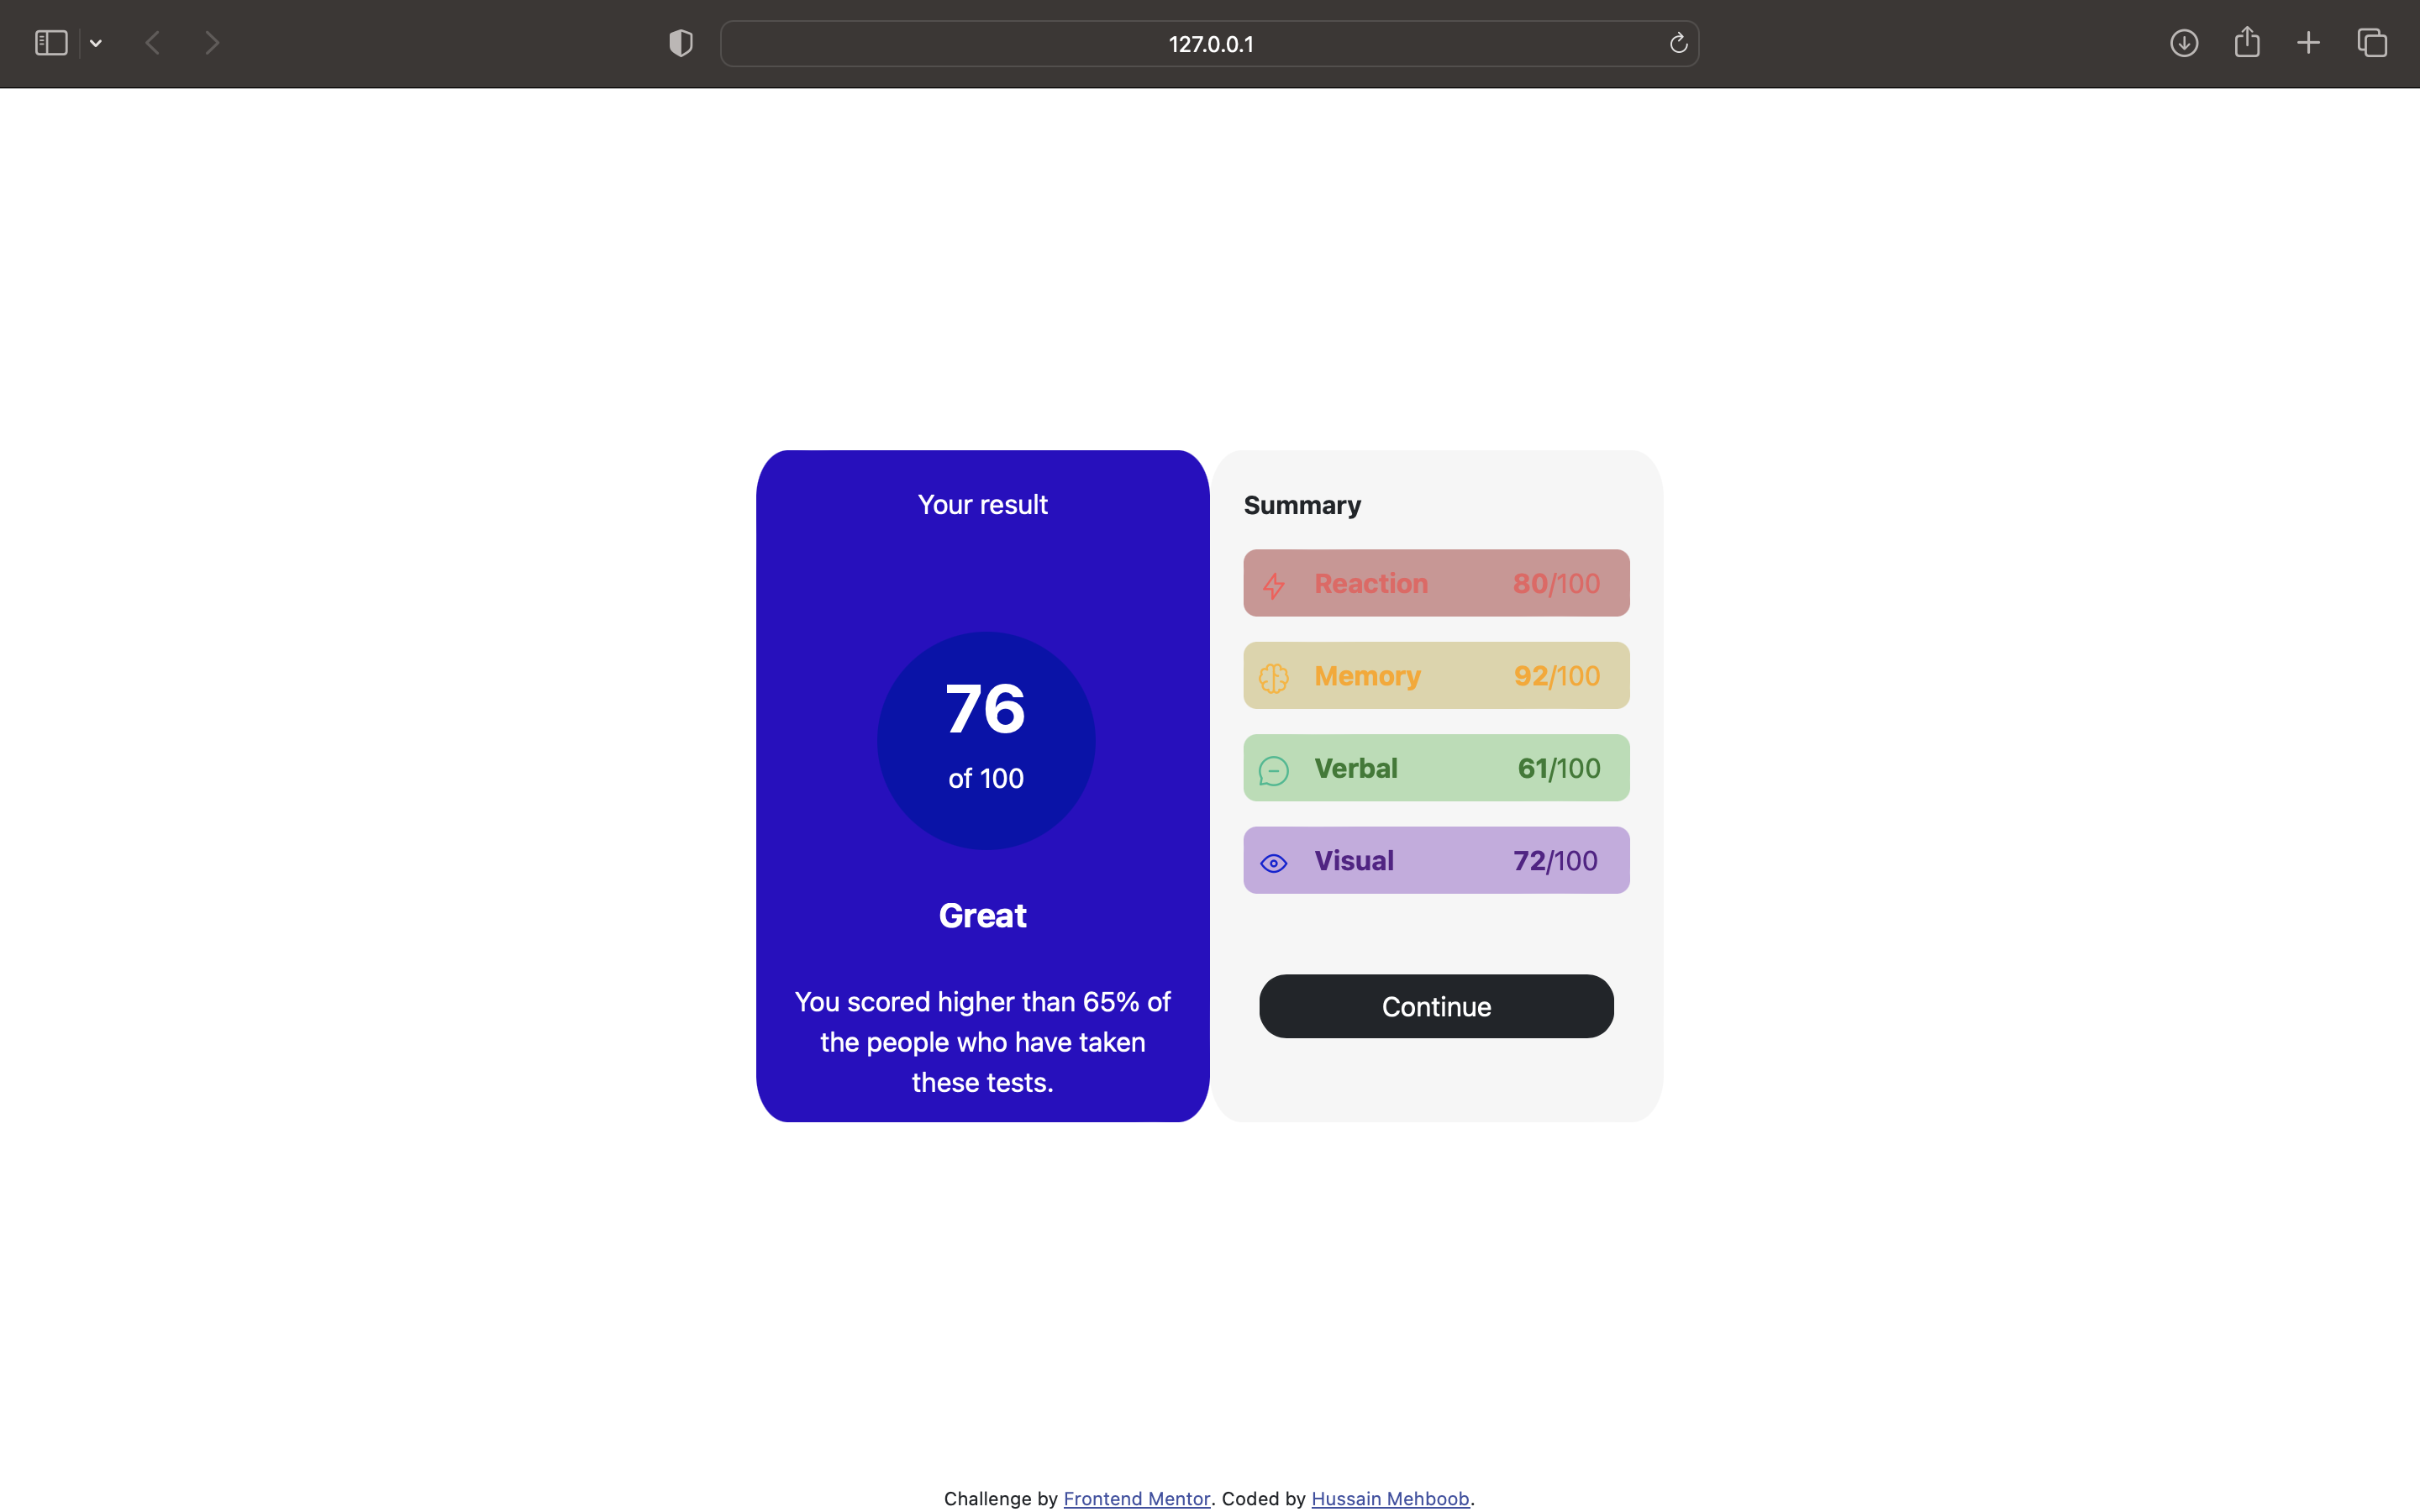 127.0.0.1
Your result
76
of 100
Great
You scored higher than 65% of
the people who have taken
these tests.
Summary
Reaction 80/100
Memory 92/100
Verbal 61/100
Visual 72/100
Continue
Challenge by Frontend Mentor. Coded by Hussain Mehboob.